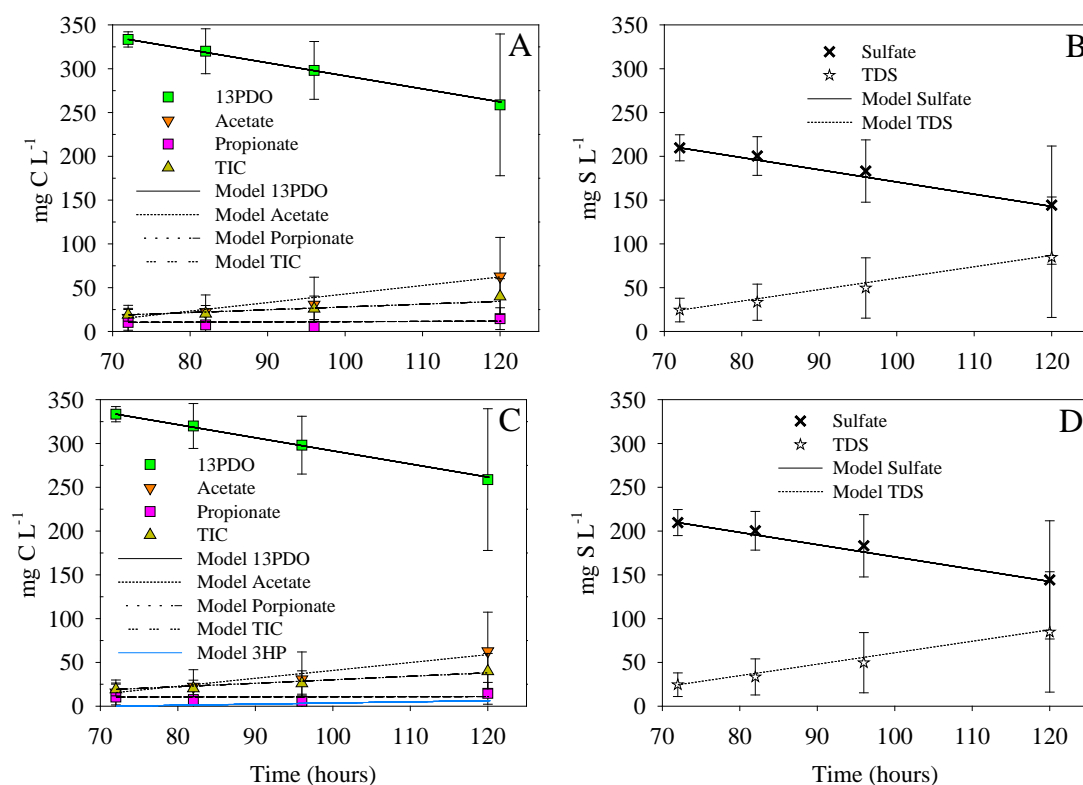 A
350
300
250
200
150
100
50
0
mg C L-1
13PDO
Acetate
Propionate
TIC
Model 13PDO
Model Acetate
Model Porpionate
Model TIC
70 80 90 100 110 120
B
350
300
250
200
150
100
50
0
mg S L-1
Sulfate
TDS
Model Sulfate
Model TDS
70 80 90 100 110 120
C
350
300
250
200
150
100
50
0
mg C L-1
13PDO
Acetate
Propionate
TIC
Model 13PDO
Model Acetate
Model Porpionate
Model TIC
Model 3HP
70 80 90 100 110 120
Time (hours)
D
350
300
250
200
150
100
50
0
mg S L-1
Sulfate
TDS
Model Sulfate
Model TDS
70 80 90 100 110 120
Time (hours)